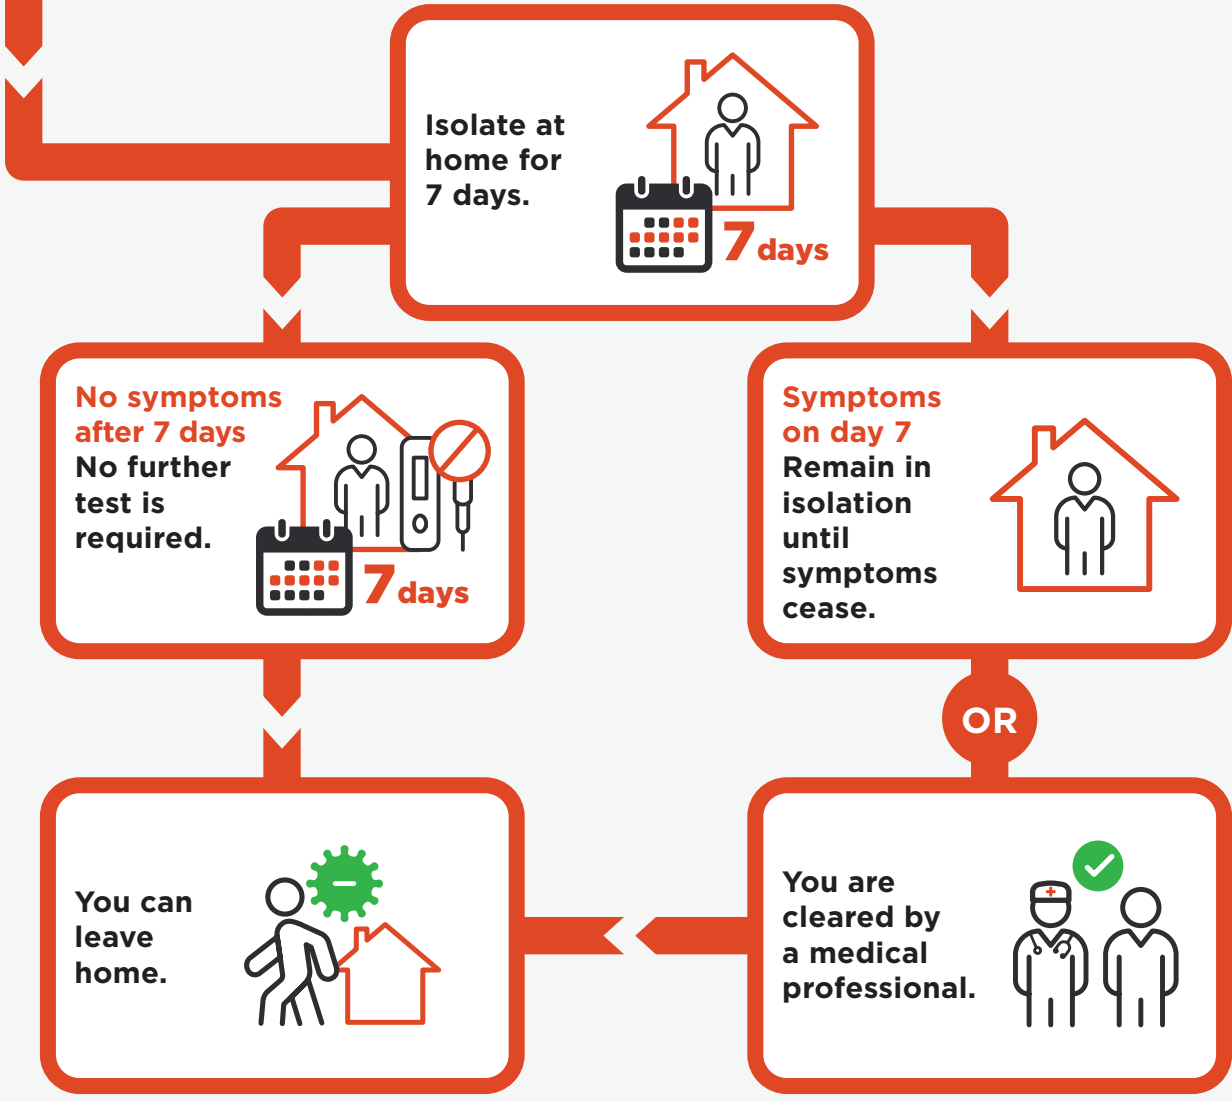 Isolate at
home for
7 days.
7 days
No symptoms
after 7 days
No further
test is
required.
7 days
Symptoms
on day 7
Remain in
isolation
until
symptoms
cease.
OR
You can
leave
home.
You are
cleared by
a medical
professional.